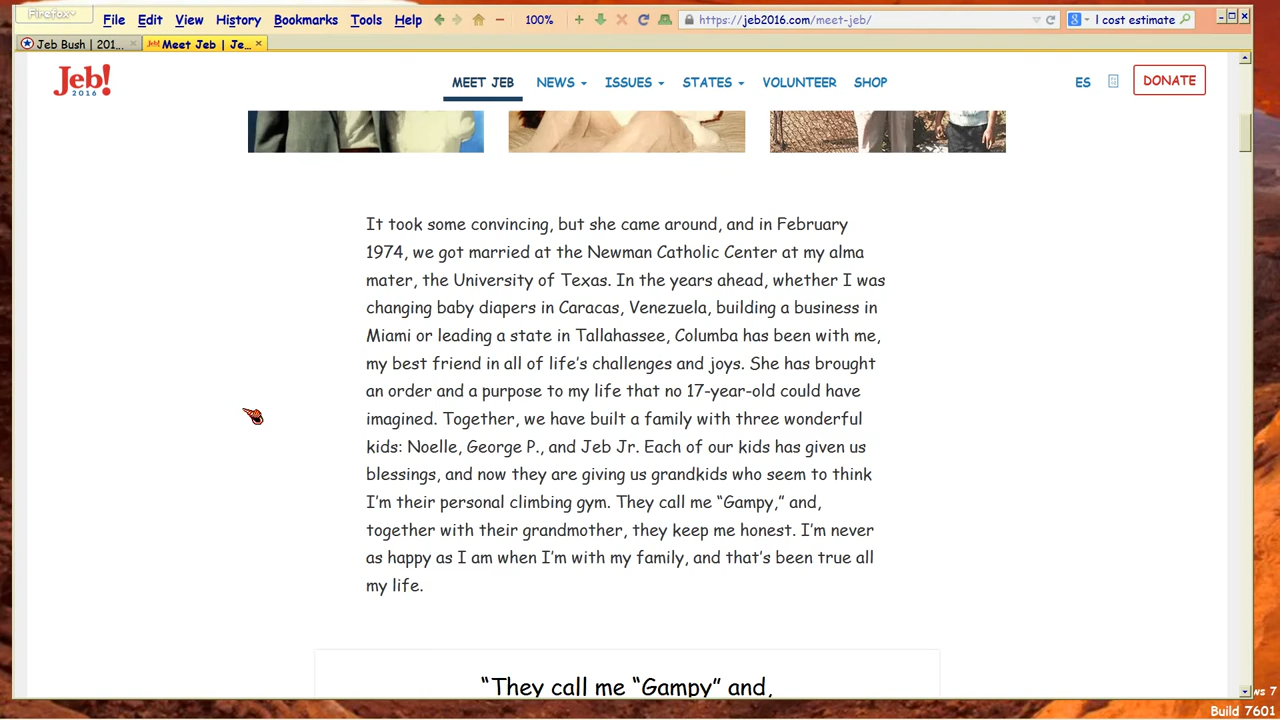 Firefox
File Edit View History Bookmarks Tools Help 100% https://jeb2016.com/meet-jeb/ I cost estimate
Jeb Bush | 201... Meet Jeb | Je...
Jeb! 2016 MEET JEB NEWS ISSUES STATES VOLUNTEER SHOP ES DONATE
It took some convincing, but she came around, and in February
1974, we got married at the Newman Catholic Center at my alma
mater, the University of Texas. In the years ahead, whether I was
changing baby diapers in Caracas, Venezuela, building a business in
Miami or leading a state in Tallahassee, Columba has been with me,
my best friend in all of life's challenges and joys. She has brought
an order and a purpose to my life that no 17-year-old could have
imagined. Together, we have built a family with three wonderful
kids: Noelle, George P., and Jeb Jr. Each of our kids has given us
blessings, and now they are giving us grandkids who seem to think
I'm their personal climbing gym. They call me “Gampy,” and,
together with their grandmother, they keep me honest. I'm never
as happy as I am when I'm with my family, and that's been true all
my life.
“They call me “Gampy” and,
ws 7
Build 7601